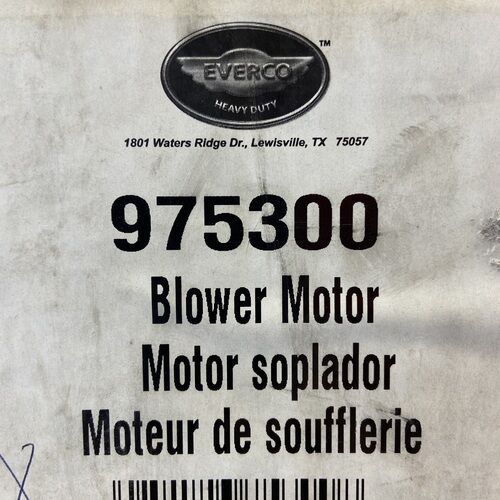 EVERCO
HEAVY DUTY
™
1801 Waters Ridge Dr., Lewisville, TX 75057
975300
Blower Motor
Motor soplador
Moteur de soufflerie